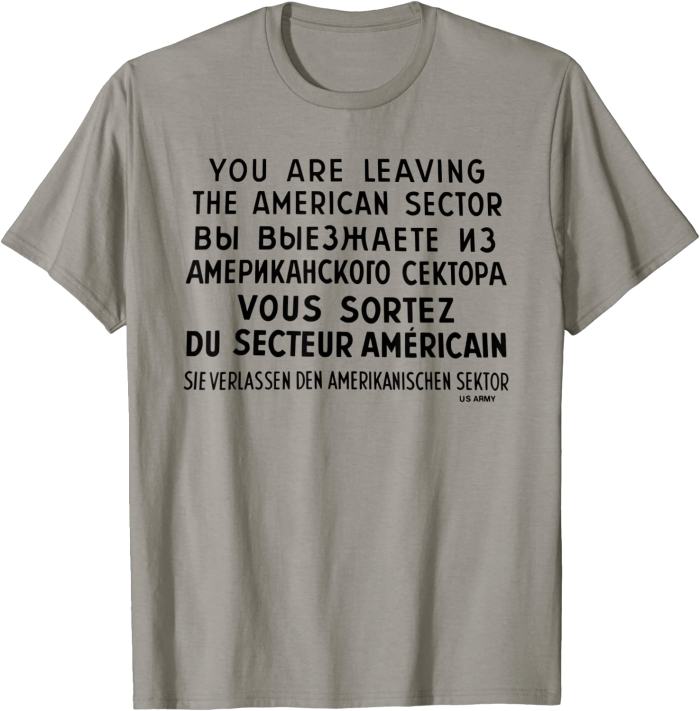 YOU ARE LEAVING
THE AMERICAN SECTOR
ВЫ ВЫЕЗЖАЕТЕ ИЗ
АМЕРИКАНСКОГО СЕКТОРА
VOUS SORTEZ
DU SECTEUR AMÉRICAIN
SIE VERLASSEN DEN AMERIKANISCHEN SEKTOR
US ARMY